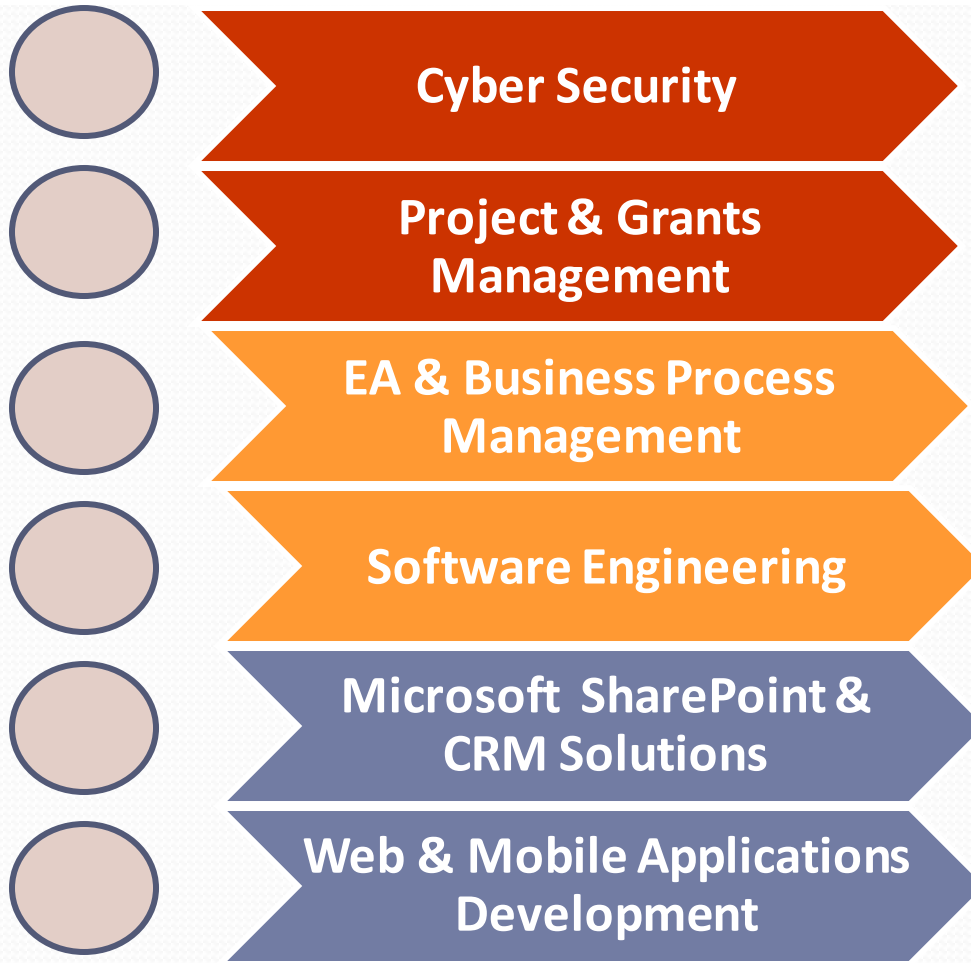 Cyber Security
Project & Grants
Management
EA & Business Process
Management
Software Engineering
Microsoft SharePoint &
CRM Solutions
Web & Mobile Applications
Development